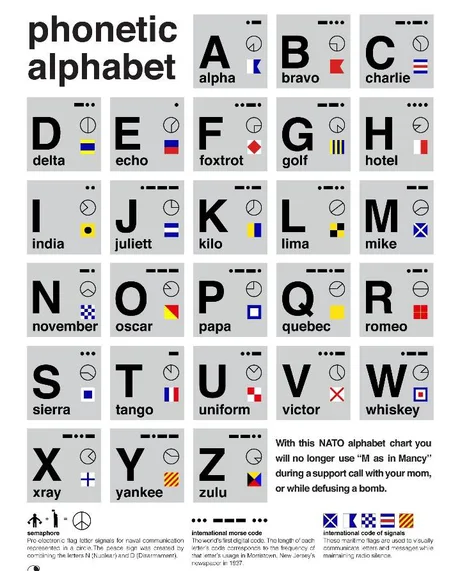 phonetic
alphabet
A
alpha
B
bravo
C
charlie
D
delta
E
echo
F
foxtrot
G
golf
H
hotel
I
india
J
juliett
K
kilo
L
lima
M
mike
N
november
O
oscar
P
papa
Q
quebec
R
romeo
S
sierra
T
tango
U
uniform
V
victor
W
whiskey
X
xray
Y
yankee
Z
zulu
With this NATO alphabet chart you
will no longer use “M as in Mancy”
during a support call with your mom,
or while defusing a bomb.
semaphore
Pre electronic flag letter signals for naval communication
represented in a circle. The peace sign was created by
combining the letters N (Nuclear) and D (Disarmement).
international morse code
The world's first digital code. The length of each
letter's code corresponds to the frequency of
that letter's usage in Morristown, New Jersey's
newspaper in 1837.
international code of signals
These maritime flags are used to visually
communicate letters and messages while
maintaining radio silence.